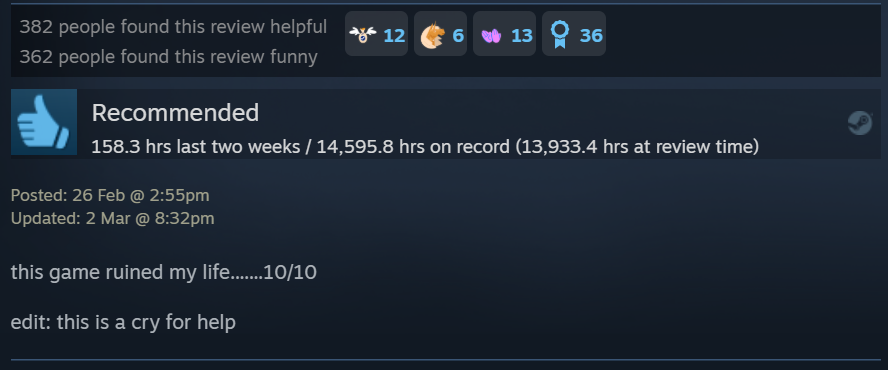 382 people found this review helpful
362 people found this review funny
12 6 13 36
Recommended
158.3 hrs last two weeks / 14,595.8 hrs on record (13,933.4 hrs at review time)
Posted: 26 Feb @ 2:55pm
Updated: 2 Mar @ 8:32pm
this game ruined my life.......10/10
edit: this is a cry for help